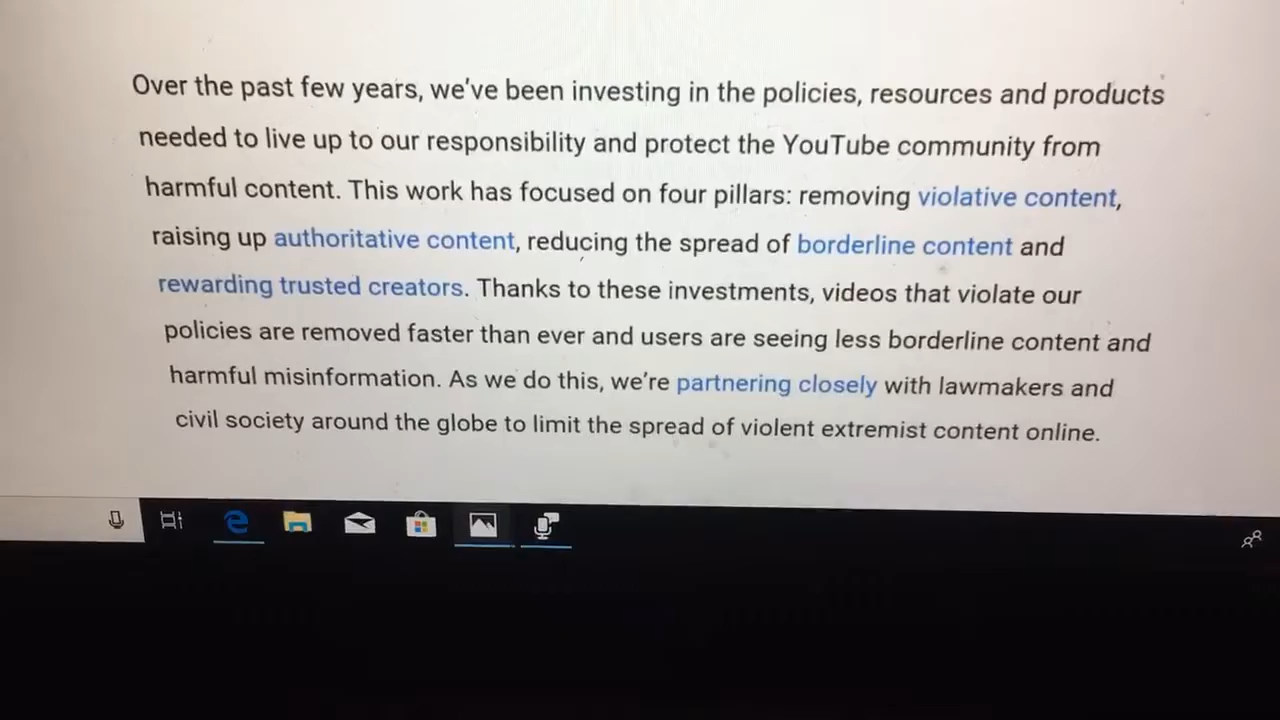 Over the past few years, we've been investing in the policies, resources and products
needed to live up to our responsibility and protect the YouTube community from
harmful content. This work has focused on four pillars: removing violative content,
raising up authoritative content, reducing the spread of borderline content and
rewarding trusted creators. Thanks to these investments, videos that violate our
policies are removed faster than ever and users are seeing less borderline content and
harmful misinformation. As we do this, we're partnering closely with lawmakers and
civil society around the globe to limit the spread of violent extremist content online.